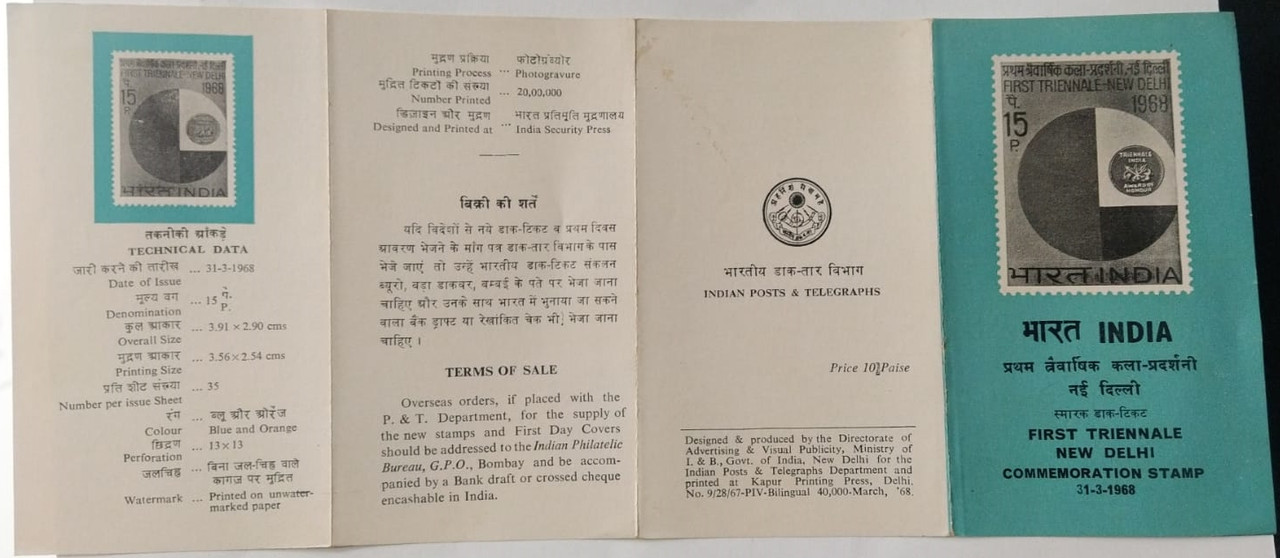 प्रथम त्रैवार्षिक कला-प्रदर्शनी, नई दिल्ली
FIRST TRIENNALE-NEW DELHI
1968
पै.
15
P.
भारत INDIA
तकनीकी आंकड़े
TECHNICAL DATA
जारी करने की तारीख ... 31-3-1968
Date of Issue
मूल्य वर्ग ... 15 पै.
Denomination P.
कुल आकार ... 3.91 × 2.90 cms
Overall Size
मुद्रण आकार ... 3.56×2.54 cms
Printing Size
प्रति शीट संख्या ... 35
Number per issue Sheet
रंग ... ब्लू और ओरेंज
Colour Blue and Orange
छिद्रण ... 13×13
Perforation
जलचिह्न ... बिना जल-चिह्न वाले
कागज पर मुद्रित
Watermark ... Printed on unwater-
marked paper
मुद्रण प्रक्रिया फोटोग्रेव्योर
Printing Process ... Photogravure
मुद्रित टिकटों की संख्या
Number Printed ... 20,00,000
डिजाइन और मुद्रण भारत प्रतिभूति मुद्रणालय
Designed and Printed at ... India Security Press
बिक्री की शर्तें
यदि विदेशों से नये डाक-टिकट व प्रथम दिवस
आवरण भेजने के मांग पत्र डाक-तार विभाग के पास
भेजे जाएं तो उन्हें भारतीय डाक-टिकट संकलन
ब्यूरो, बड़ा डाकघर, बम्बई के पते पर भेजा जाना
चाहिए और उनके साथ भारत में भुनाया जा सकने
वाला बैंक ड्राफ्ट या रेखांकित चेक भी भेजा जाना
चाहिए ।
TERMS OF SALE
Overseas orders, if placed with the
P. & T. Department, for the supply of
the new stamps and First Day Covers
should be addressed to the Indian Philatelic
Bureau, G.P.O., Bombay and be accom-
panied by a Bank draft or crossed cheque
encashable in India.
भारतीय डाक-तार विभाग
INDIAN POSTS & TELEGRAPHS
Price 10 Paise
Designed & produced by the Directorate of
Advertising & Visual Publicity, Ministry of
I. & B., Govt. of India, New Delhi for the
Indian Posts & Telegraphs Department and
printed at Kapur Printing Press, Delhi.
No. 9/28/67-PIV-Bilingual 40,000-March, '68.
प्रथम त्रैवार्षिक कला-प्रदर्शनी, नई दिल्ली
FIRST TRIENNALE-NEW DELHI
पै. 1968
15
P.
TRIENNALE
INDIA
AWARD OF
HONOUR
भारत INDIA
भारत INDIA
प्रथम त्रैवार्षिक कला-प्रदर्शनी
नई दिल्ली
स्मारक डाक-टिकट
FIRST TRIENNALE
NEW DELHI
COMMEMORATION STAMP
31-3-1968